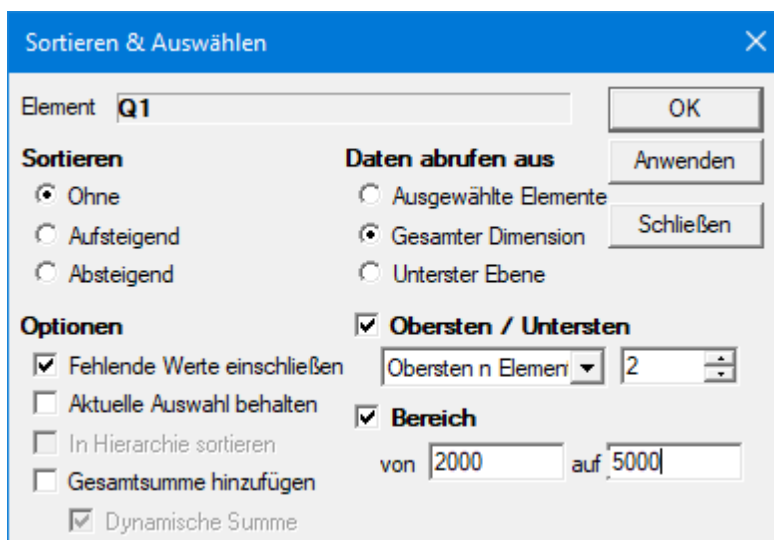 Sortieren & Auswählen
Element Q1
OK
Sortieren
Ohne
Aufsteigend
Absteigend
Daten abrufen aus
Ausgewählte Elemente
Gesamter Dimension
Unterster Ebene
Anwenden
Schließen
Optionen
Fehlende Werte einschließen
Aktuelle Auswahl behalten
In Hierarchie sortieren
Gesamtsumme hinzufügen
Dynamische Summe
Obersten / Untersten
Obersten n Element 2
Bereich
von 2000 auf 5000